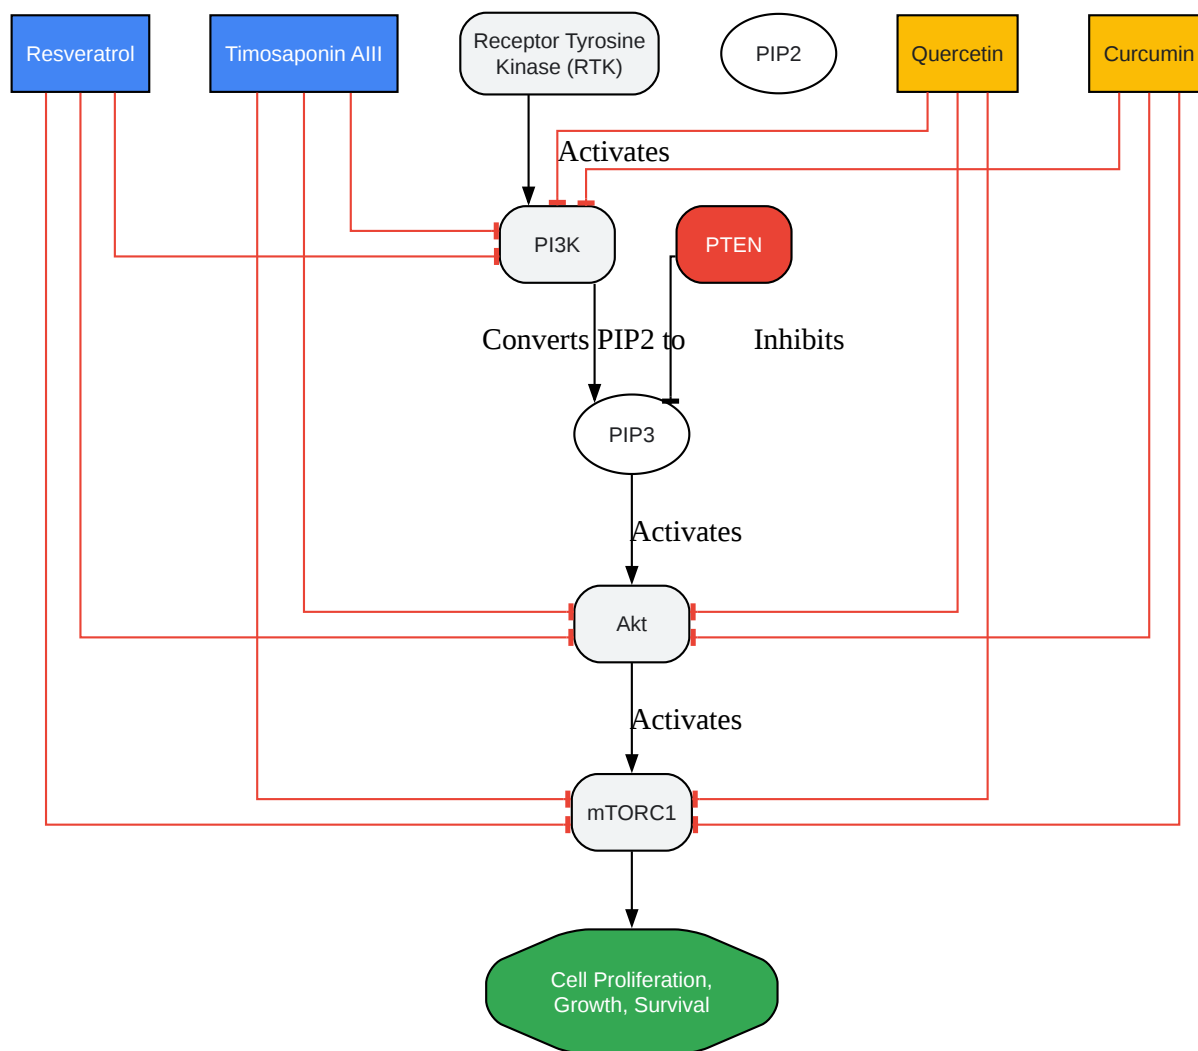 Resveratrol
Timosaponin AIII
Receptor Tyrosine
Kinase (RTK)
PIP2
Quercetin
Curcumin
Activates
PI3K
PTEN
Converts PIP2 to
Inhibits
PIP3
Activates
Akt
Activates
mTORC1
Cell Proliferation,
Growth, Survival